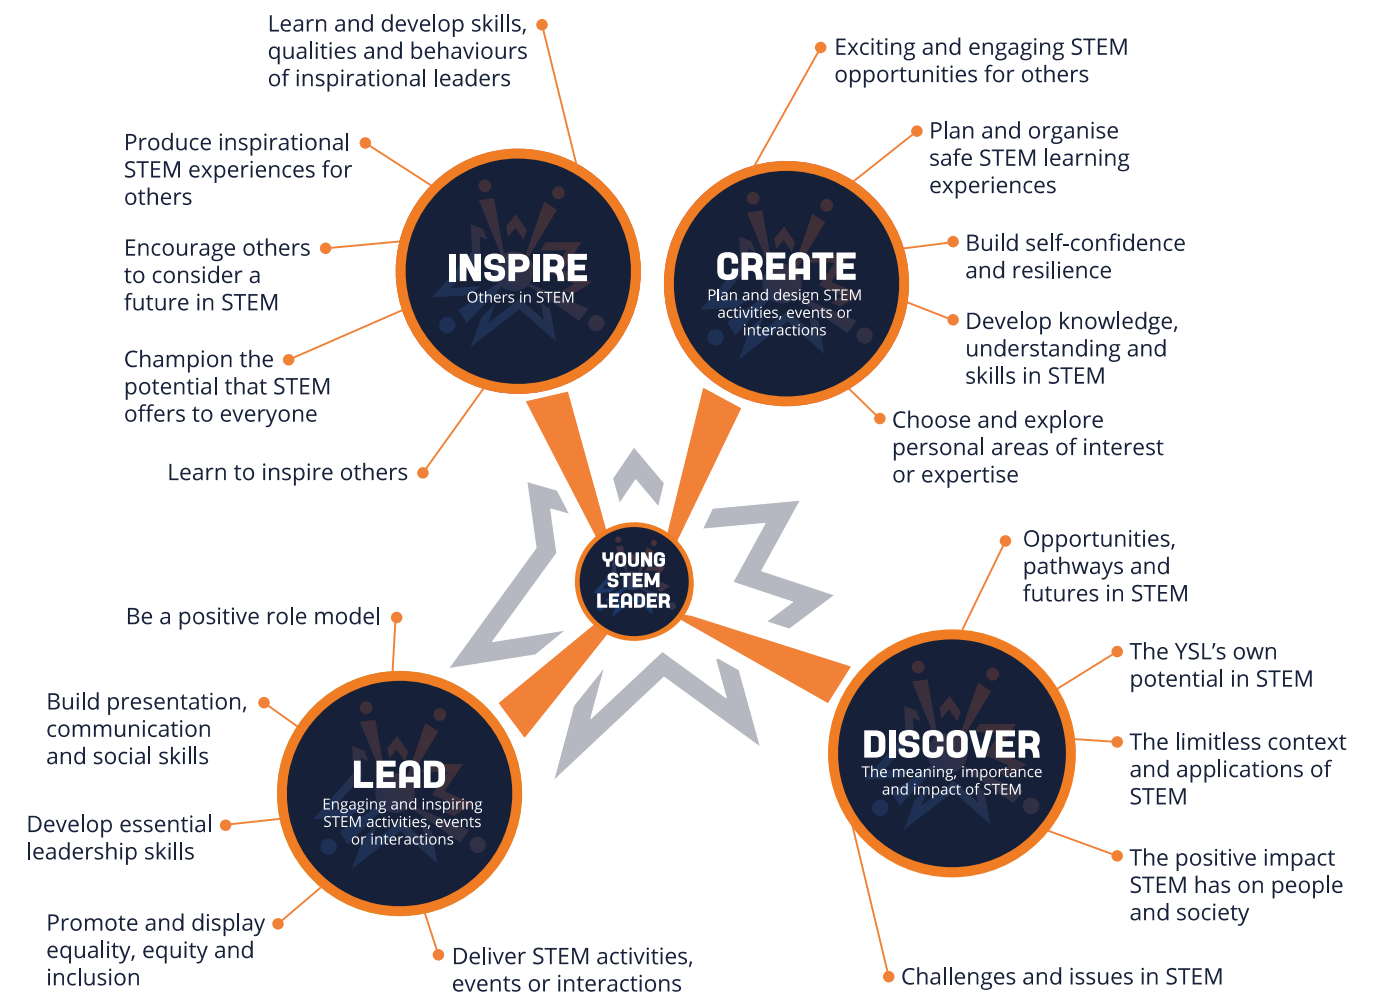 Learn and develop skills,
qualities and behaviours
of inspirational leaders
Produce inspirational
STEM experiences for
others
Encourage others
to consider a
future in STEM
Champion the
potential that STEM
offers to everyone
Learn to inspire others
INSPIRE
Others in STEM
Exciting and engaging STEM
opportunities for others
Plan and organise
safe STEM learning
experiences
Build self-confidence
and resilience
Develop knowledge,
understanding and
skills in STEM
Choose and explore
personal areas of interest
or expertise
CREATE
Plan and design STEM
activities, events or
interactions
YOUNG
STEM
LEADER
Be a positive role model
Build presentation,
communication
and social skills
Develop essential
leadership skills
Promote and display
equality, equity and
inclusion
Deliver STEM activities,
events or interactions
LEAD
Engaging and inspiring
STEM activities, events
or interactions
Opportunities,
pathways and
futures in STEM
The YSL’s own
potential in STEM
The limitless context
and applications of
STEM
The positive impact
STEM has on people
and society
Challenges and issues in STEM
DISCOVER
The meaning, importance
and impact of STEM